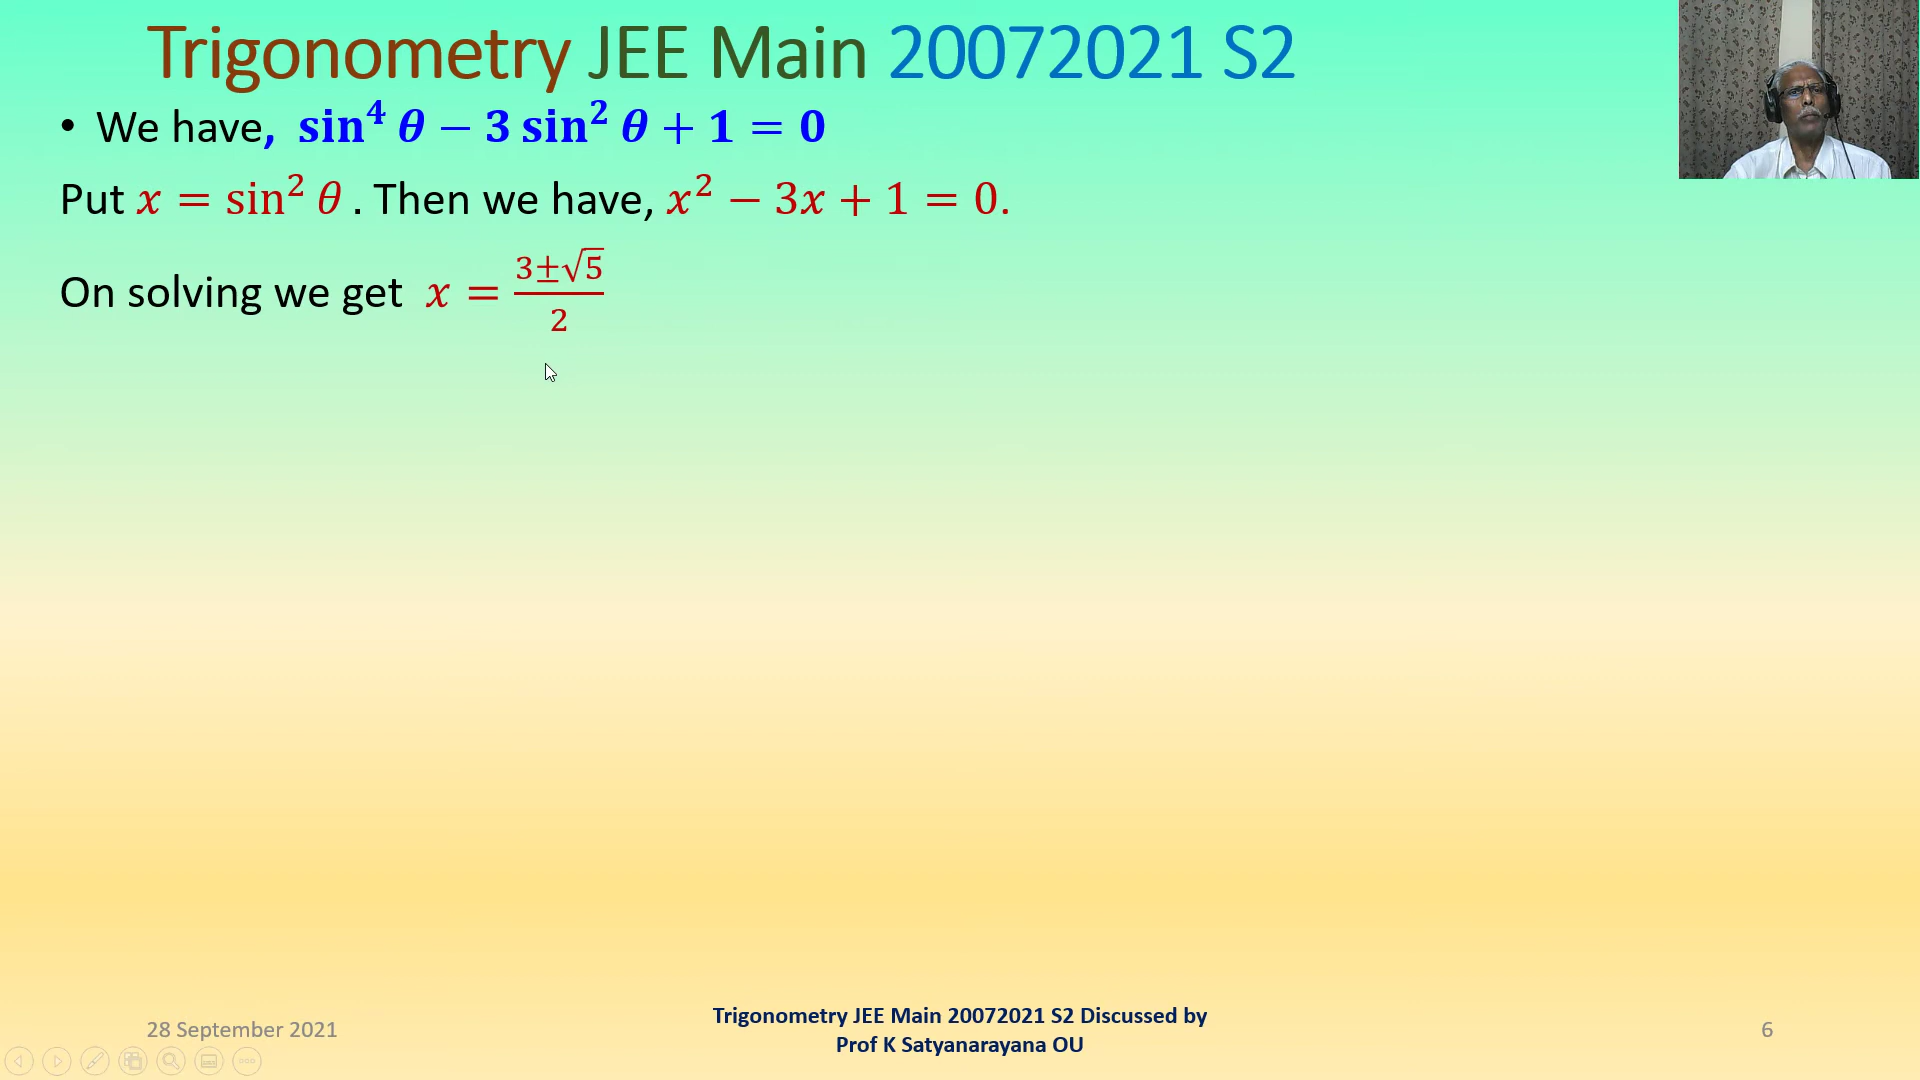 Trigonometry JEE Main 20072021 S2
• We have, sin⁴ θ − 3 sin² θ + 1 = 0
Put x = sin² θ . Then we have, x² − 3x + 1 = 0.
On solving we get x = (3±√5)/2
28 September 2021
Trigonometry JEE Main 20072021 S2 Discussed by
Prof K Satyanarayana OU
6